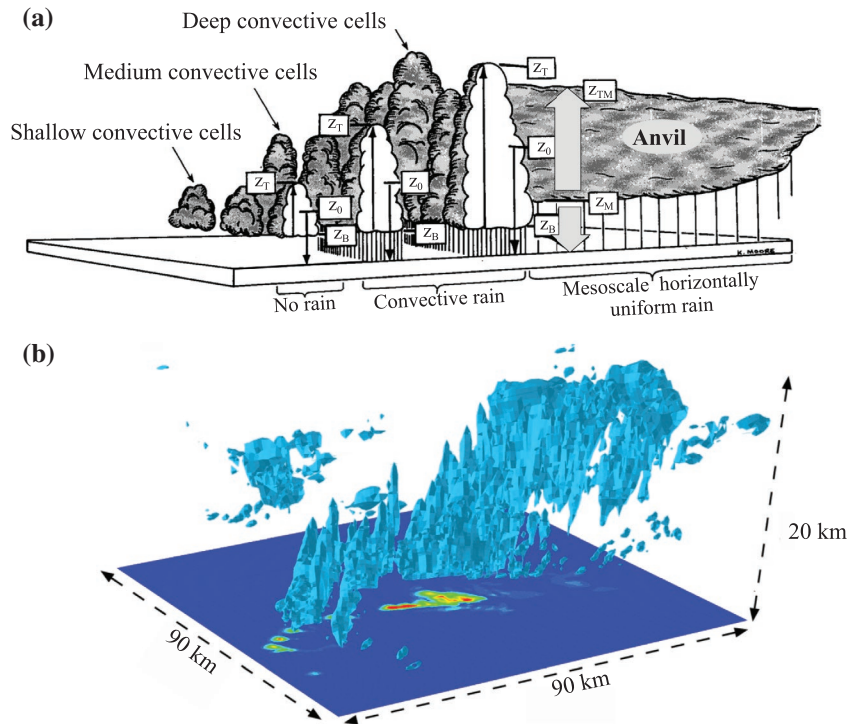 (a)
Deep convective cells
Medium convective cells
Shallow convective cells
Z_T
Z_TM
Z_T
Anvil
Z_0
Z_T
Z_0
Z_0
Z_M
Z_B
Z_B
Z_B
K. MOORE
No rain
Convective rain
Mesoscale horizontally
uniform rain
(b)
20 km
90 km
90 km